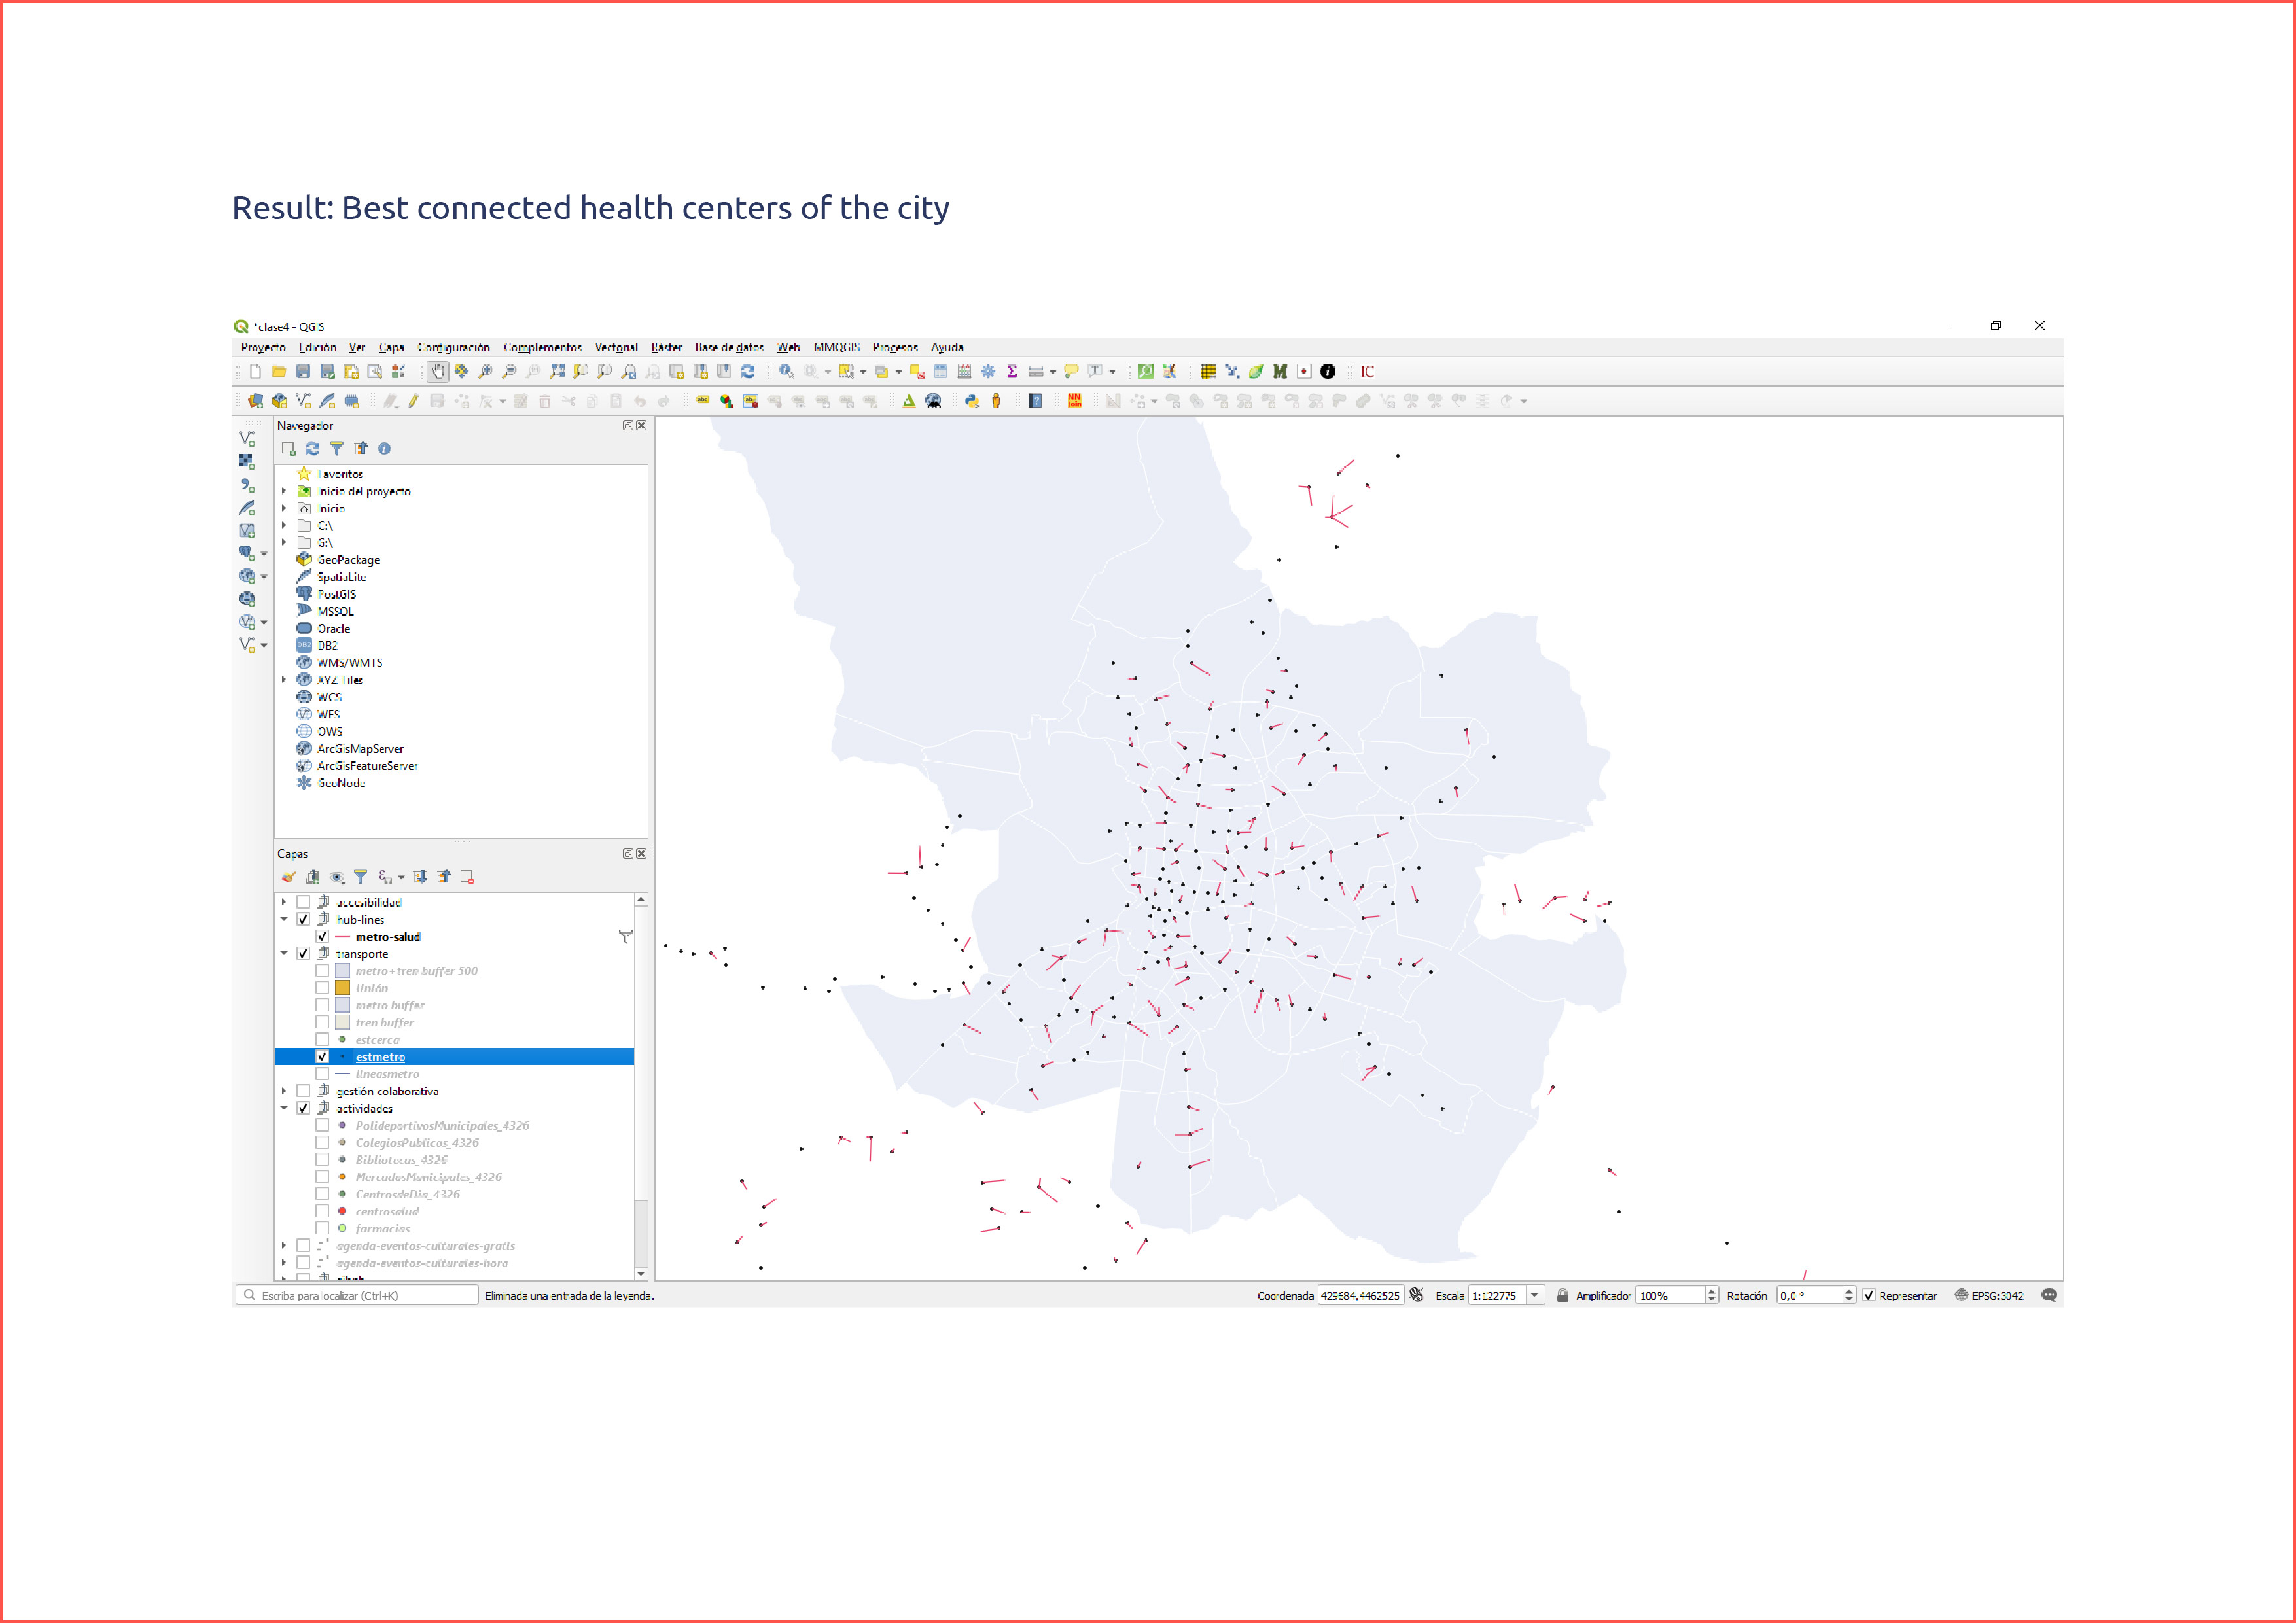 Result: Best connected health centers of the city
*clase4 - QGIS
Proyecto Edición Ver Capa Configuración Complementos Vectorial Ráster Base de datos Web MMQGIS Procesos Ayuda
IC
Navegador
Favoritos
Inicio del proyecto
Inicio
C:\
G:\
GeoPackage
SpatiaLite
PostGIS
MSSQL
Oracle
DB2
WMS/WMTS
XYZ Tiles
WCS
WFS
OWS
ArcGisMapServer
ArcGisFeatureServer
GeoNode
Capas
accesibilidad
hub-lines
metro-salud
transporte
metro+tren buffer 500
Unión
metro buffer
tren buffer
estcerca
estmetro
lineasmetro
gestión colaborativa
actividades
PolideportivosMunicipales_4326
ColegiosPublicos_4326
Bibliotecas_4326
MercadosMunicipales_4326
CentrosdeDia_4326
centrosalud
farmacias
agenda-eventos-culturales-gratis
agenda-eventos-culturales-hora
Escriba para localizar (Ctrl+K) Eliminada una entrada de la leyenda. Coordenada 429684,4462525 Escala 1:122775 Amplificador 100% Rotación 0,0 ° Representar EPSG:3042